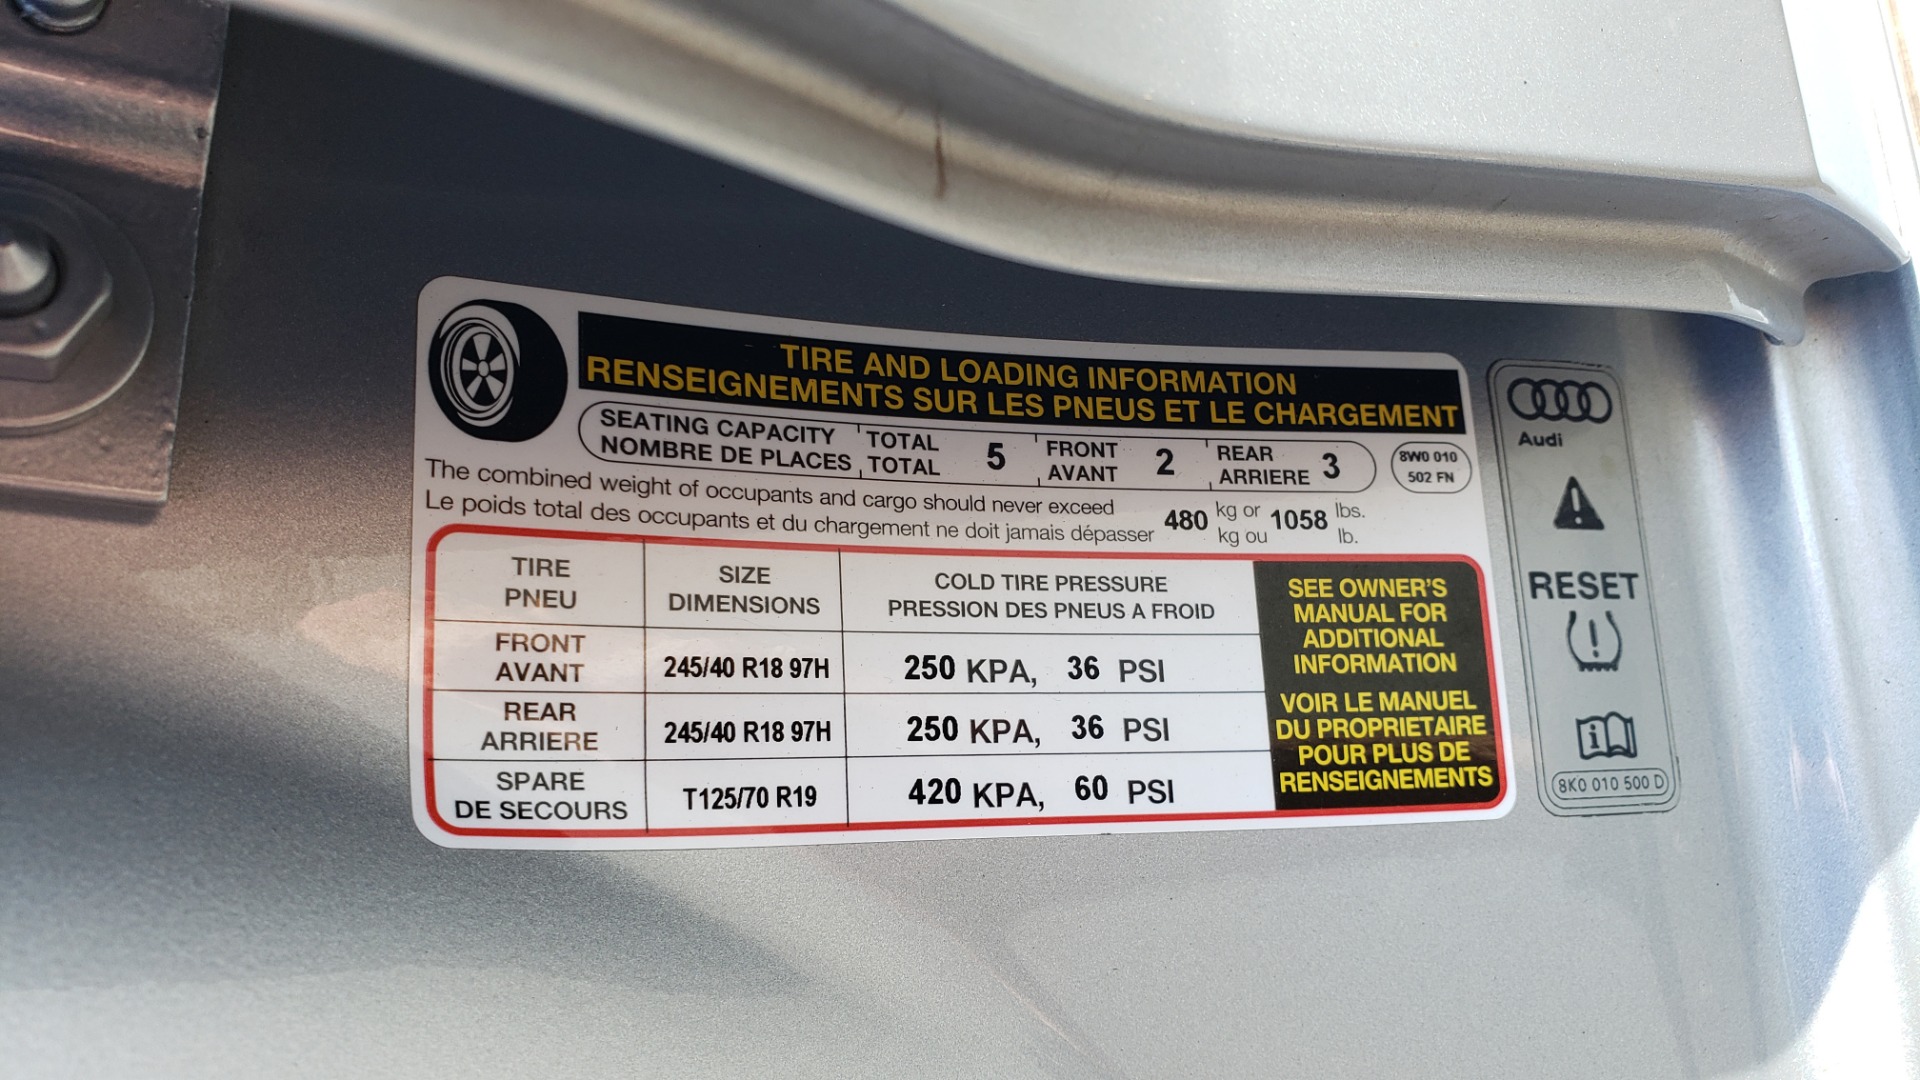 TIRE AND LOADING INFORMATION
RENSEIGNEMENTS SUR LES PNEUS ET LE CHARGEMENT
SEATING CAPACITY TOTAL 5 FRONT 2 REAR 3
NOMBRE DE PLACES TOTAL AVANT ARRIERE
8W0 010
502 FN
The combined weight of occupants and cargo should never exceed 480 kg or 1058 lbs.
Le poids total des occupants et du chargement ne doit jamais dépasser kg ou lb.
TIRE SIZE COLD TIRE PRESSURE
PNEU DIMENSIONS PRESSION DES PNEUS A FROID
FRONT
AVANT 245/40 R18 97H 250 KPA, 36 PSI
REAR
ARRIERE 245/40 R18 97H 250 KPA, 36 PSI
SPARE
DE SECOURS T125/70 R19 420 KPA, 60 PSI
SEE OWNER'S
MANUAL FOR
ADDITIONAL
INFORMATION
VOIR LE MANUEL
DU PROPRIETAIRE
POUR PLUS DE
RENSEIGNEMENTS
Audi
RESET
8K0 010 500 D